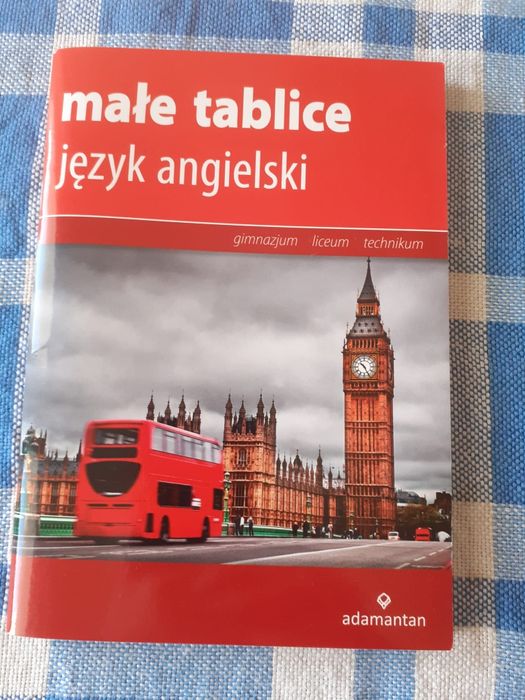 małe tablice
język angielski
gimnazjum liceum technikum
adamantan